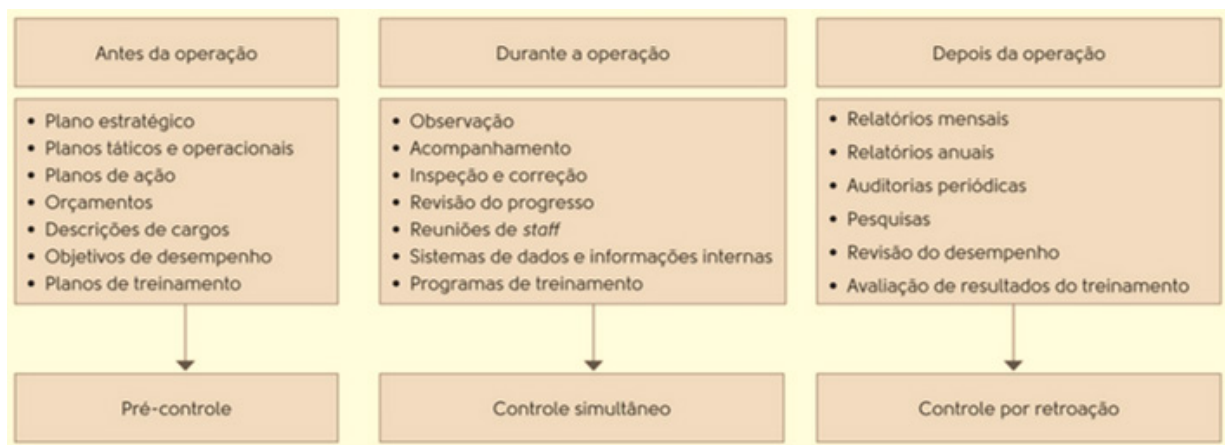 Antes da operação
• Plano estratégico
• Planos táticos e operacionais
• Planos de ação
• Orçamentos
• Descrições de cargos
• Objetivos de desempenho
• Planos de treinamento
Pré-controle
Durante a operação
• Observação
• Acompanhamento
• Inspeção e correção
• Revisão do progresso
• Reuniões de staff
• Sistemas de dados e informações internas
• Programas de treinamento
Controle simultâneo
Depois da operação
• Relatórios mensais
• Relatórios anuais
• Auditorias periódicas
• Pesquisas
• Revisão do desempenho
• Avaliação de resultados do treinamento
Controle por retroação